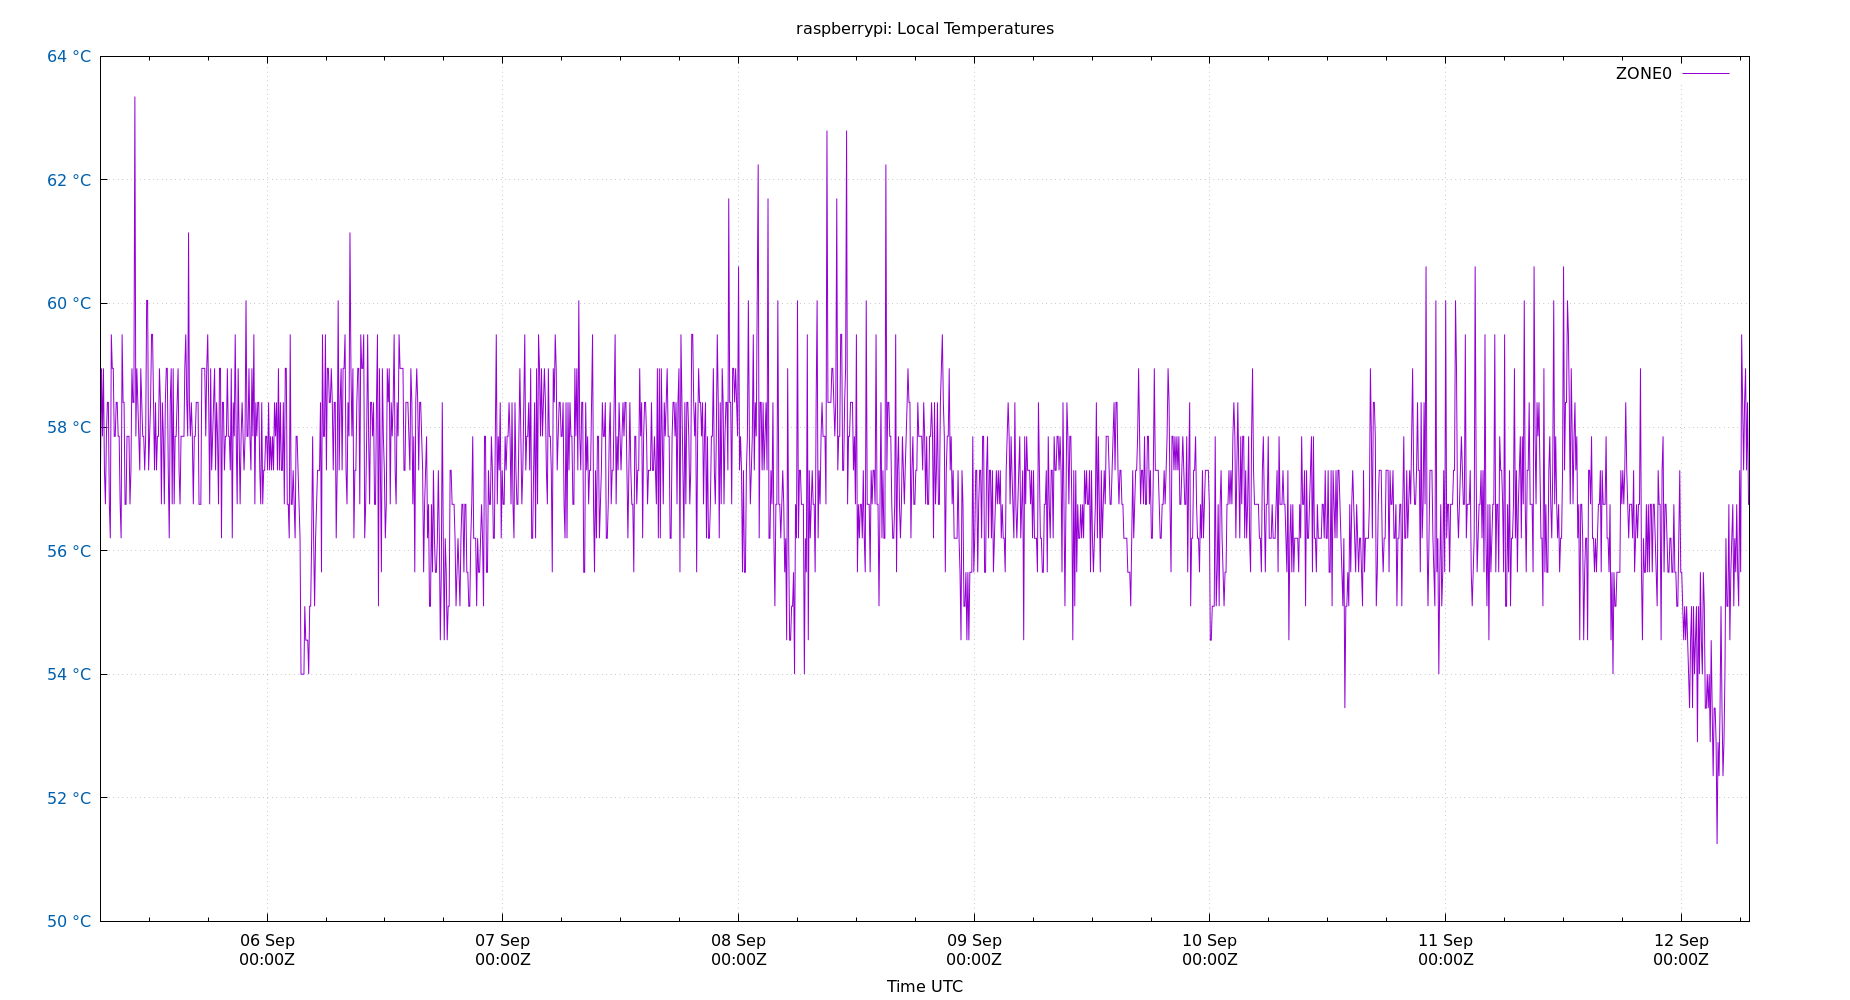 raspberrypi: Local Temperatures
64 °C
ZONE0
62 °C
60 °C
58 °C
56 °C
54 °C
52 °C
50 °C
06 Sep 07 Sep 08 Sep 09 Sep 10 Sep 11 Sep 12 Sep
00:00Z 00:00Z 00:00Z 00:00Z 00:00Z 00:00Z 00:00Z
Time UTC